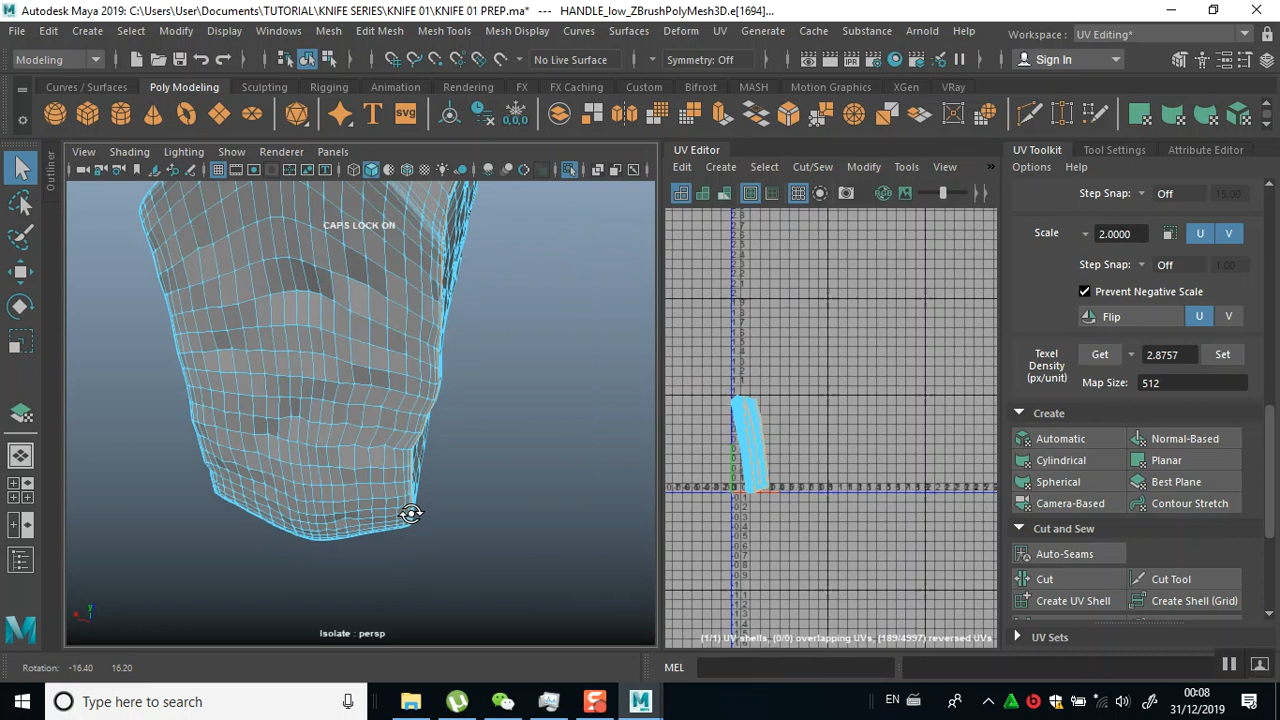 Autodesk Maya 2019: C:\Users\User\Documents\TUTORIAL\KNIFE SERIES\KNIFE 01\KNIFE 01 PREP.ma* --- HANDLE_low_ZBrushPolyMesh3D.e[1694]...
File Edit Create Select Modify Display Windows Mesh Edit Mesh Mesh Tools Mesh Display Curves Surfaces Deform UV Generate Cache Substance Arnold Help Workspace: UV Editing*
Modeling No Live Surface Symmetry: Off Sign In
Curves / Surfaces Poly Modeling Sculpting Rigging Animation Rendering FX FX Caching Custom Bifrost MASH Motion Graphics XGen VRay
SVG 0,0,0
View Shading Lighting Show Renderer Panels
Outliner
CAPS LOCK ON
Isolate : persp
UV Editor
Edit Create Select Cut/Sew Modify Tools View
(1/1) UV shells, (0/0) overlapping UVs, (189/4997) reversed UVs
UV Toolkit Tool Settings Attribute Editor
Options Help
Step Snap: Off 15.00
Scale 2.0000 U V
Step Snap: Off 1.00
Prevent Negative Scale
Flip U V
Texel Density (px/unit) Get 2.8757 Set
Map Size: 512
Create
Automatic Normal-Based
Cylindrical Planar
Spherical Best Plane
Camera-Based Contour Stretch
Cut and Sew
Auto-Seams
Cut Cut Tool
Create UV Shell Create Shell (Grid)
UV Sets
Rotation: -16.40 16.20 MEL
Type here to search EN 00:08
31/12/2019